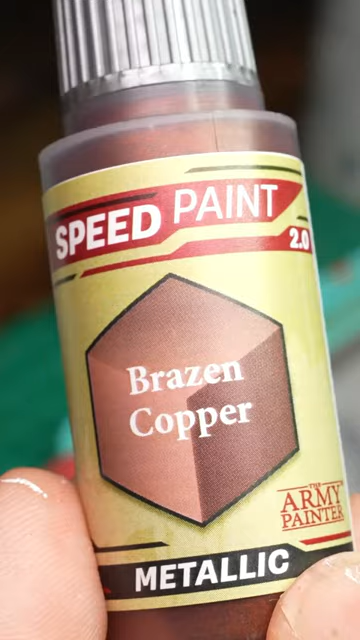 SPEED PAINT
2.0
Brazen
Copper
THE
ARMY
PAINTER
METALLIC